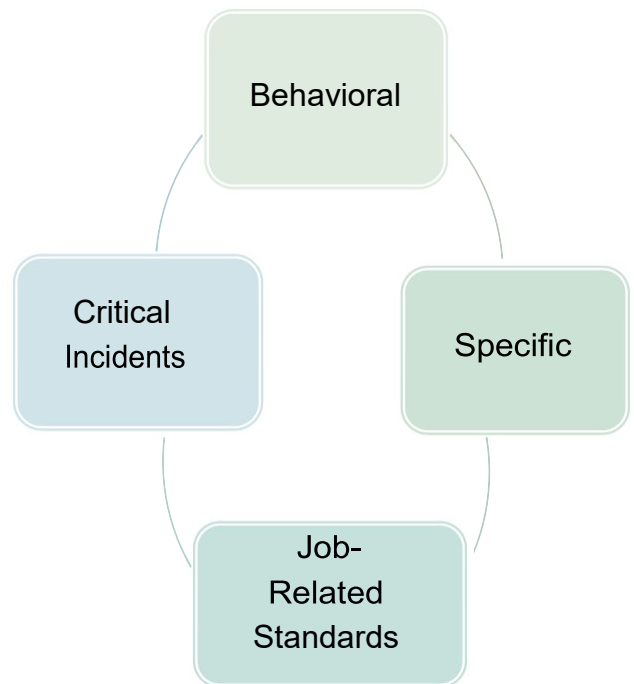 Behavioral
Critical
Incidents
Specific
Job-
Related
Standards